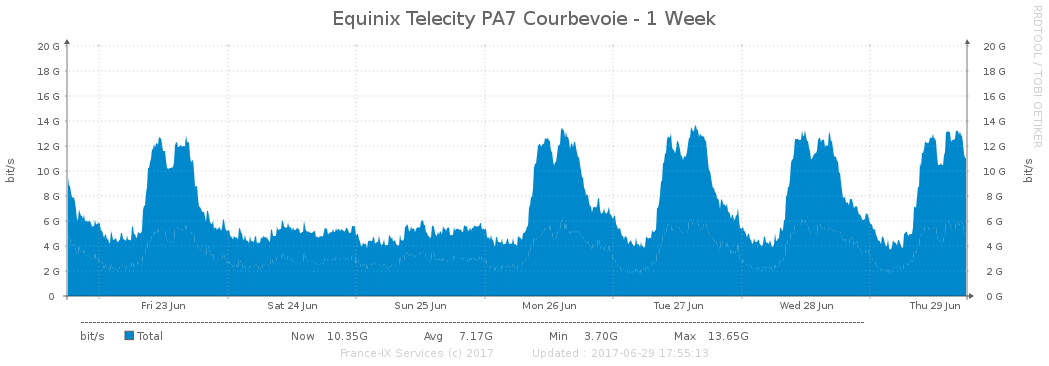 Equinix Telecity PA7 Courbevoie - 1 Week
RRDTOOL / TOBI OETIKER
20 G 20 G
18 G 18 G
16 G 16 G
14 G 14 G
12 G 12 G
10 G 10 G
8 G 8 G
6 G 6 G
4 G 4 G
2 G 2 G
0 0 G
bit/s
bit/s
Fri 23 Jun Sat 24 Jun Sun 25 Jun Mon 26 Jun Tue 27 Jun Wed 28 Jun Thu 29 Jun
bit/s Total Now 10.35G Avg 7.17G Min 3.70G Max 13.65G
France-IX Services (c) 2017 Updated : 2017-06-29 17:55:13